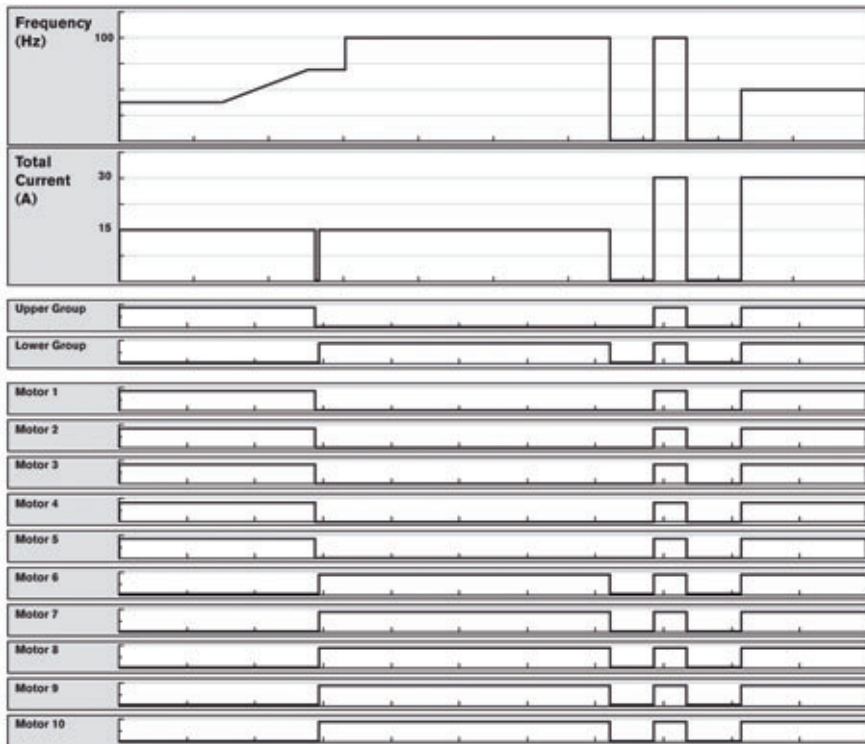 Frequency
(Hz)
100
Total
Current
(A)
30
15
Upper Group
Lower Group
Motor 1
Motor 2
Motor 3
Motor 4
Motor 5
Motor 6
Motor 7
Motor 8
Motor 9
Motor 10